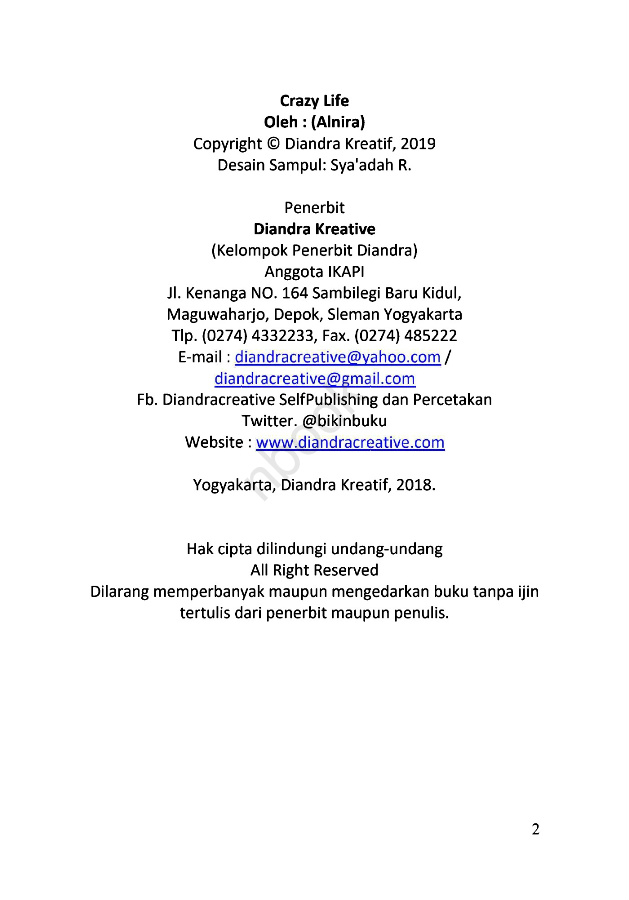 Crazy Life
Oleh : (Alnira)
Copyright © Diandra Kreatif, 2019
Desain Sampul: Sya'adah R.
Penerbit
Diandra Kreative
(Kelompok Penerbit Diandra)
Anggota IKAPI
Jl. Kenanga NO. 164 Sambilegi Baru Kidul,
Maguwaharjo, Depok, Sleman Yogyakarta
Tlp. (0274) 4332233, Fax. (0274) 485222
E-mail : diandracreative@yahoo.com /
diandracreative@gmail.com
Fb. Diandracreative SelfPublishing dan Percetakan
Twitter. @bikinbuku
Website : www.diandracreative.com
Yogyakarta, Diandra Kreatif, 2018.
Hak cipta dilindungi undang-undang
All Right Reserved
Dilarang memperbanyak maupun mengedarkan buku tanpa ijin
tertulis dari penerbit maupun penulis.
2